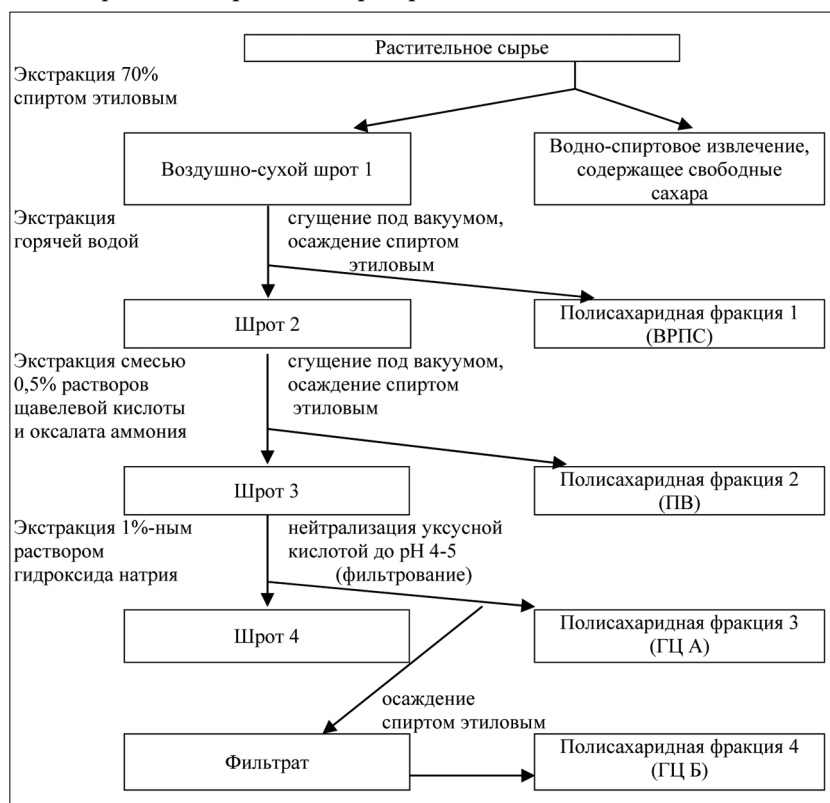 Растительное сырье
Экстракция 70%
спиртом этиловым
Воздушно-сухой шрот 1
Водно-спиртовое извлечение,
содержащее свободные
сахара
Экстракция
горячей водой
сгущение под вакуумом,
осаждение спиртом
этиловым
Шрот 2
Полисахаридная фракция 1
(ВРПС)
Экстракция смесью
0,5% растворов
щавелевой кислоты
и оксалата аммония
сгущение под вакуумом,
осаждение спиртом
этиловым
Шрот 3
Полисахаридная фракция 2
(ПВ)
Экстракция 1%-ным
раствором
гидроксида натрия
нейтрализация уксусной
кислотой до рН 4-5
(фильтрование)
Шрот 4
Полисахаридная фракция 3
(ГЦ А)
осаждение
спиртом этиловым
Фильтрат
Полисахаридная фракция 4
(ГЦ Б)